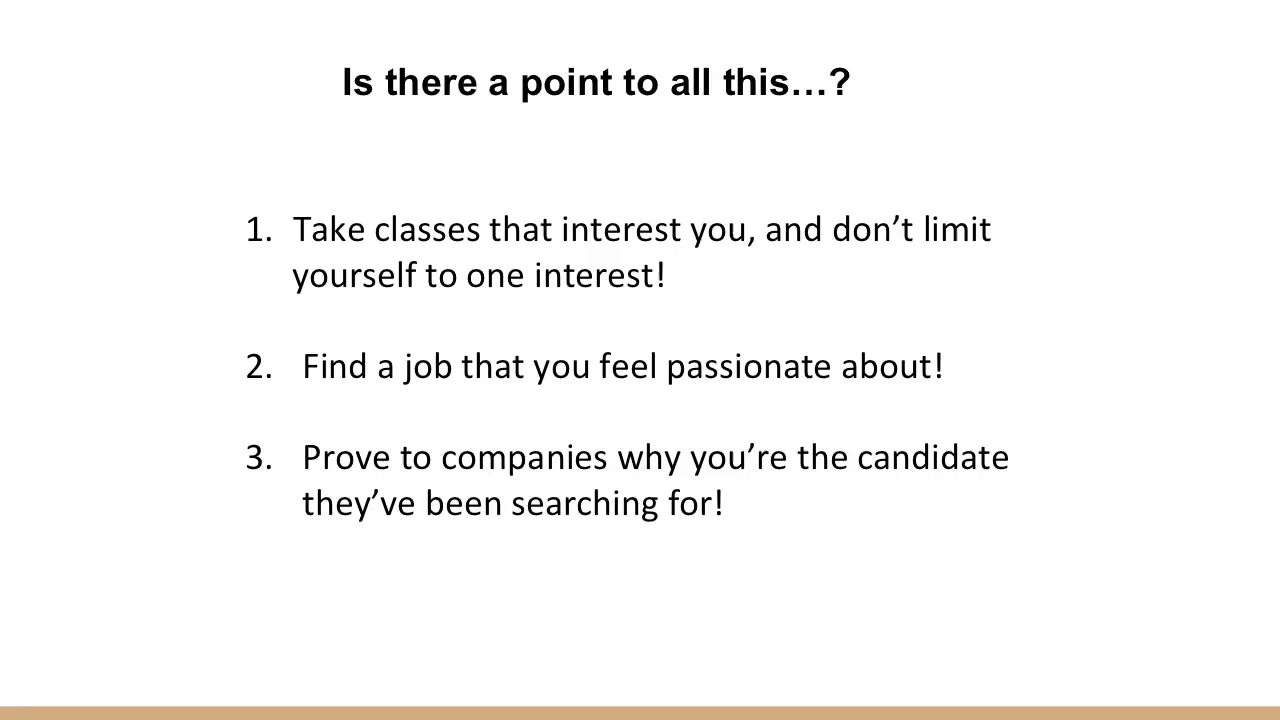 Is there a point to all this…?
1. Take classes that interest you, and don’t limit
yourself to one interest!
2. Find a job that you feel passionate about!
3. Prove to companies why you’re the candidate
they’ve been searching for!